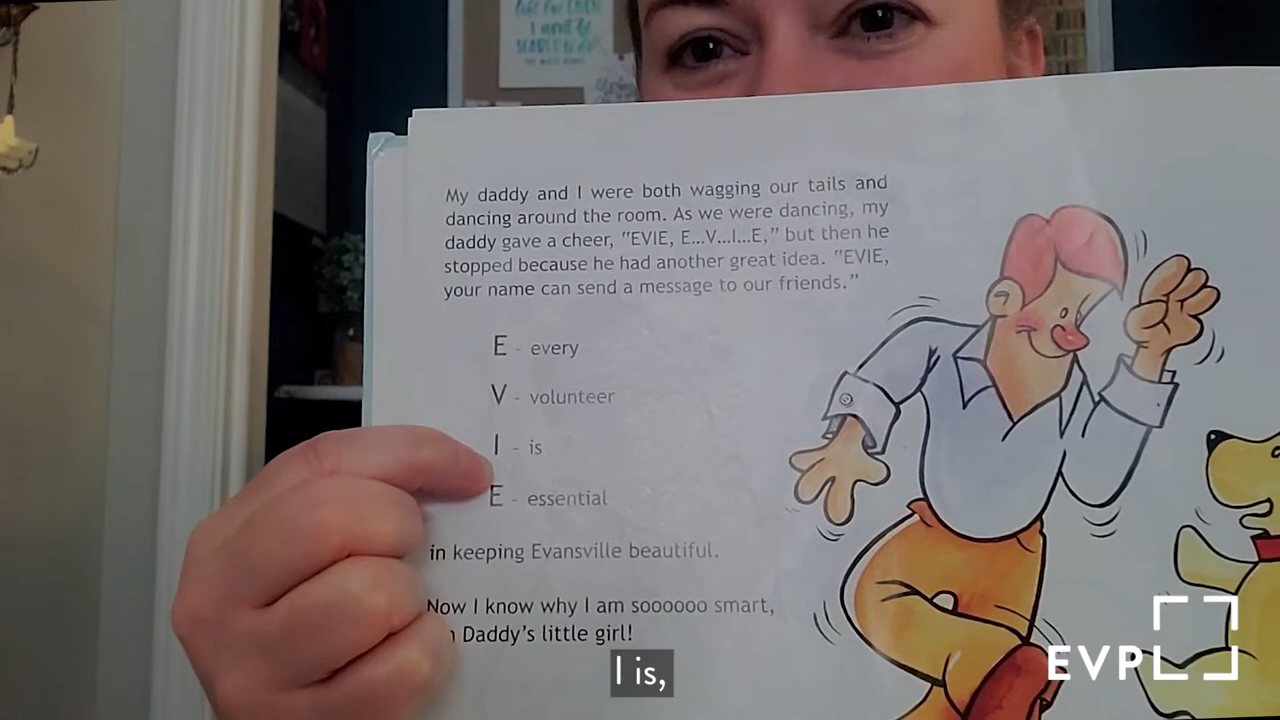 My daddy and I were both wagging our tails and
dancing around the room. As we were dancing, my
daddy gave a cheer, "EVIE, E...V...I...E," but then he
stopped because he had another great idea. "EVIE,
your name can send a message to our friends."
E - every
V - volunteer
I - is
E - essential
in keeping Evansville beautiful.
Now I know why I am soooooo smart,
Daddy's little girl!
I is,
EVPL